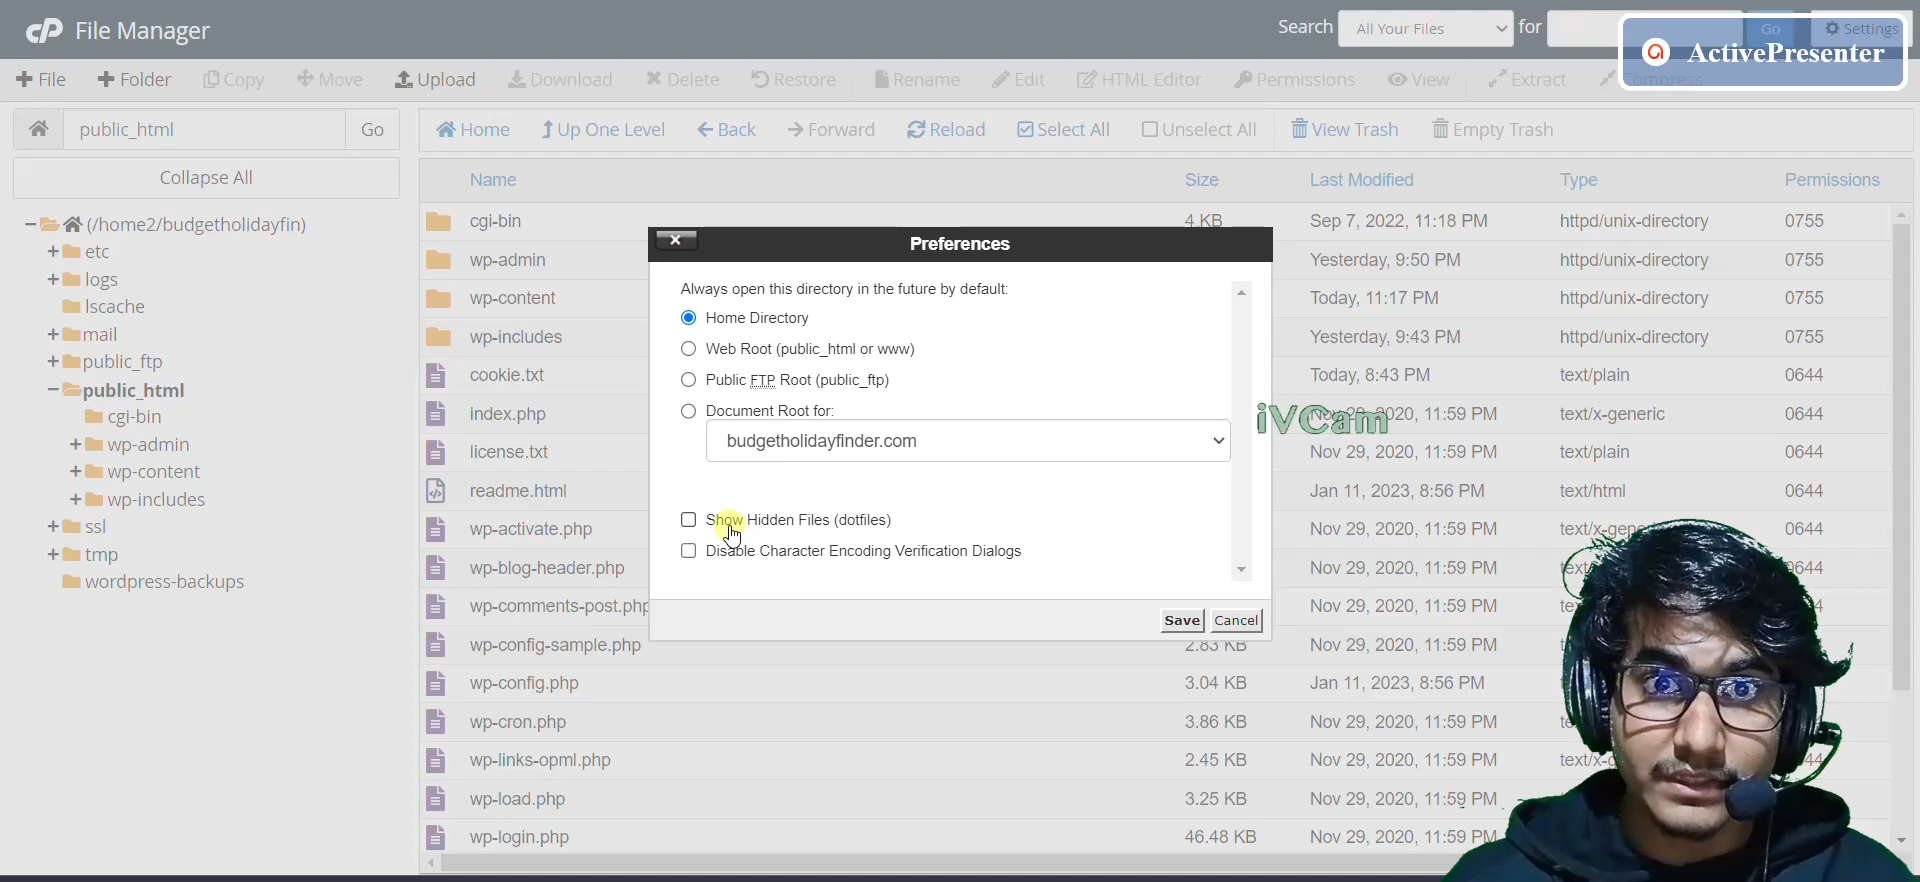 cP File Manager
Search All Your Files for Go Settings
ActivePresenter
File Folder Copy Move Upload Download Delete Restore Rename Edit HTML Editor Permissions View Extract Compress
public_html Go
Home Up One Level Back Forward Reload Select All Unselect All View Trash Empty Trash
Collapse All
(/home2/budgetholidayfin)
etc
logs
lscache
mail
public_ftp
public_html
cgi-bin
wp-admin
wp-content
wp-includes
ssl
tmp
wordpress-backups
Name Size Last Modified Type Permissions
cgi-bin 4 KB Sep 7, 2022, 11:18 PM httpd/unix-directory 0755
wp-admin Yesterday, 9:50 PM httpd/unix-directory 0755
wp-content Today, 11:17 PM httpd/unix-directory 0755
wp-includes Yesterday, 9:43 PM httpd/unix-directory 0755
cookie.txt Today, 8:43 PM text/plain 0644
index.php Nov 29, 2020, 11:59 PM text/x-generic 0644
license.txt Nov 29, 2020, 11:59 PM text/plain 0644
readme.html Jan 11, 2023, 8:56 PM text/html 0644
wp-activate.php Nov 29, 2020, 11:59 PM 0644
wp-blog-header.php Nov 29, 2020, 11:59 PM
wp-comments-post.php Nov 29, 2020, 11:59 PM
wp-config-sample.php 2.83 KB Nov 29, 2020, 11:59 PM
wp-config.php 3.04 KB Jan 11, 2023, 8:56 PM
wp-cron.php 3.86 KB Nov 29, 2020, 11:59 PM
wp-links-opml.php 2.45 KB Nov 29, 2020, 11:59 PM
wp-load.php 3.25 KB Nov 29, 2020, 11:59 PM
wp-login.php 46.48 KB Nov 29, 2020, 11:59 PM
Preferences
Always open this directory in the future by default:
Home Directory
Web Root (public_html or www)
Public FTP Root (public_ftp)
Document Root for:
budgetholidayfinder.com
Show Hidden Files (dotfiles)
Disable Character Encoding Verification Dialogs
Save Cancel
iVCam